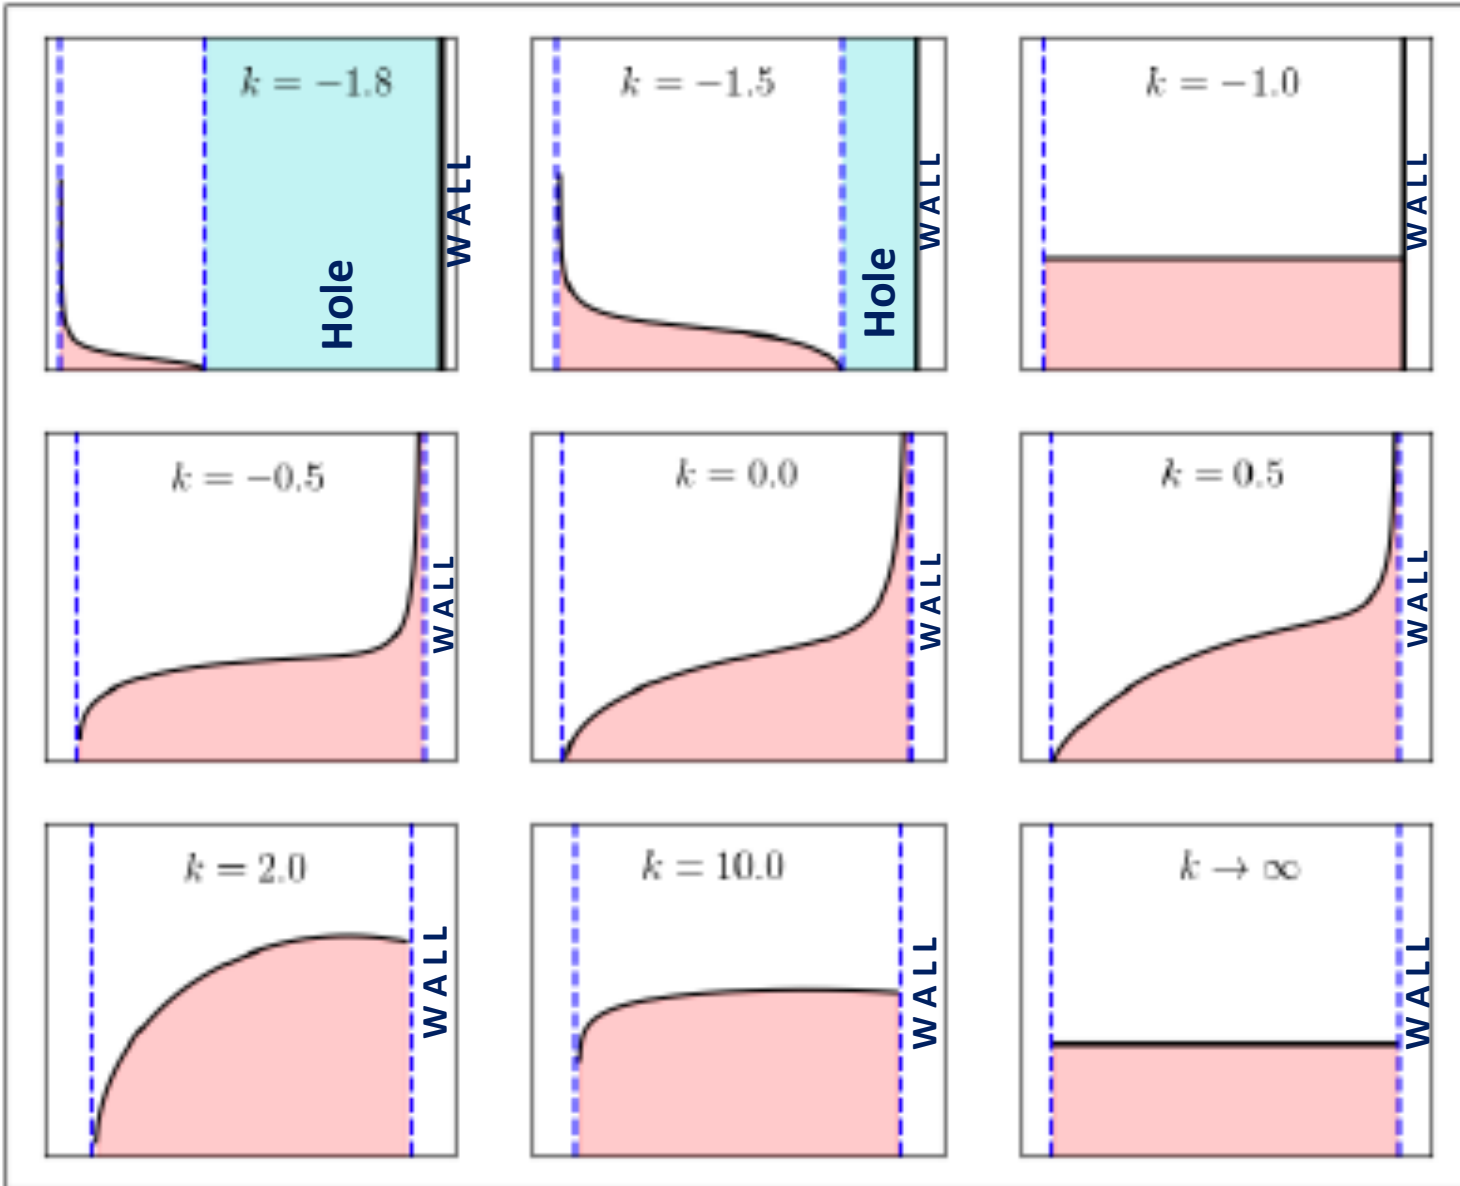 k = −1.8
Hole
WALL
k = −1.5
Hole
WALL
k = −1.0
WALL
k = −0.5
WALL
k = 0.0
WALL
k = 0.5
WALL
k = 2.0
WALL
k = 10.0
WALL
k → ∞
WALL